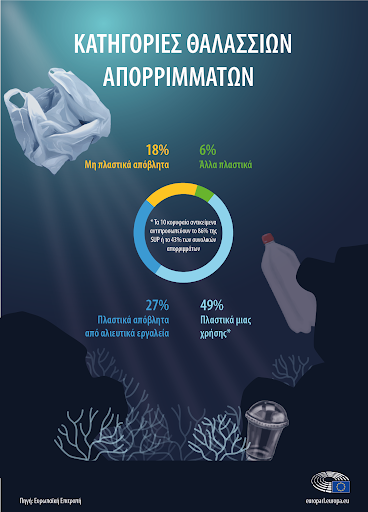 ΚΑΤΗΓΟΡΙΕΣ ΘΑΛΑΣΣΙΩΝ
ΑΠΟΡΡΙΜΜΑΤΩΝ
18%
Μη πλαστικά απόβλητα
6%
Άλλα πλαστικά
* Τα 10 κορυφαία αντικείμενα
αντιπροσωπεύουν το 86% της
SUP ή το 43% των συνολικών
απορριμμάτων
27%
Πλαστικά απόβλητα
από αλιευτικά εργαλεία
49%
Πλαστικά μιας
χρήσης*
Πηγή: Ευρωπαϊκή Επιτροπή
europarl.europa.eu